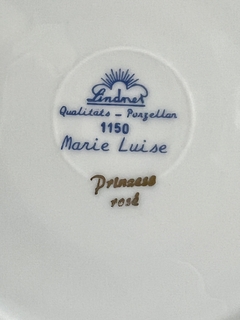 Lindner
Qualitäts - Porzellan
1150
Marie Luise
Prinzess
rosé